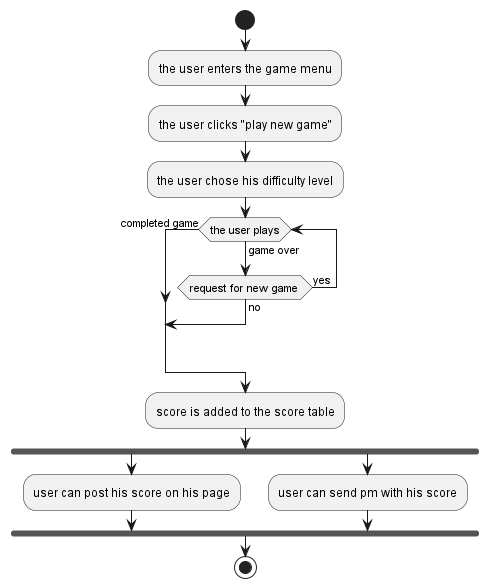 the user enters the game menu
the user clicks "play new game"
the user chose his difficulty level
completed game
the user plays
game over
yes
request for new game
no
score is added to the score table
user can post his score on his page
user can send pm with his score